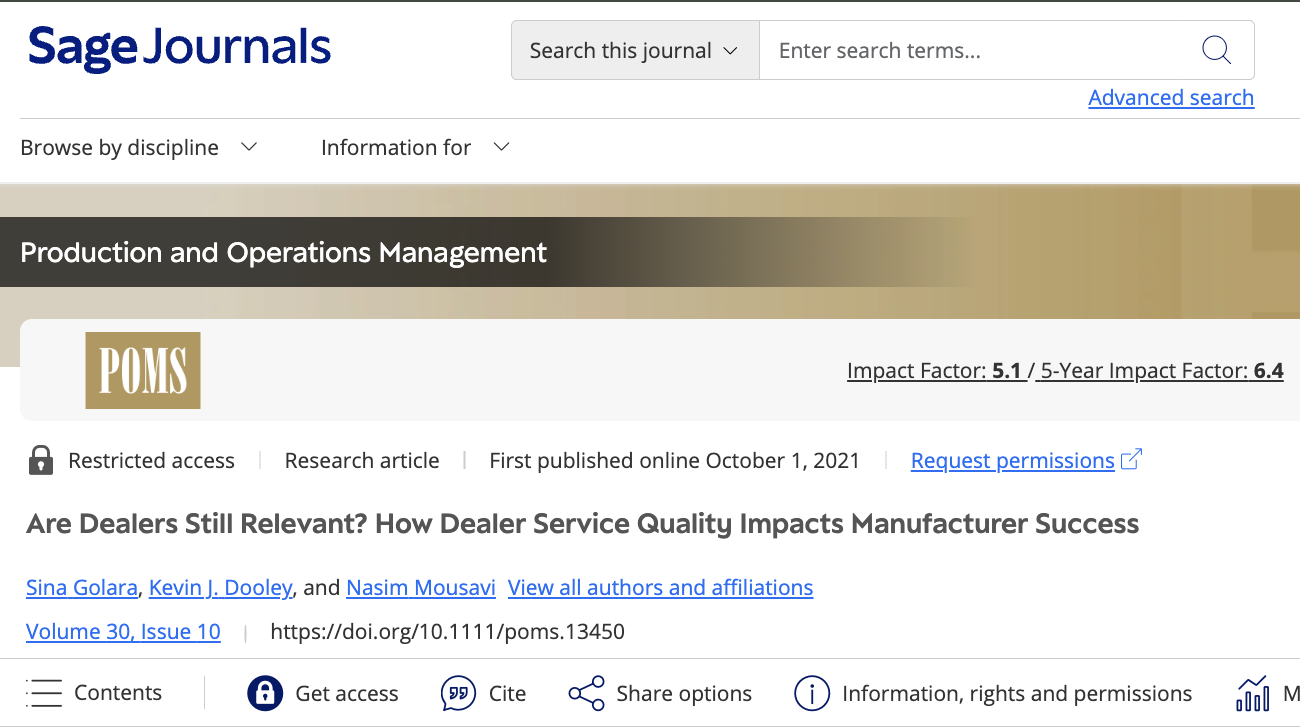 Sage Journals
Search this journal
Enter search terms...
Advanced search
Browse by discipline Information for
Production and Operations Management
POMS
Impact Factor: 5.1 / 5-Year Impact Factor: 6.4
Restricted access | Research article | First published online October 1, 2021 | Request permissions
Are Dealers Still Relevant? How Dealer Service Quality Impacts Manufacturer Success
Sina Golara, Kevin J. Dooley, and Nasim Mousavi View all authors and affiliations
Volume 30, Issue 10 | https://doi.org/10.1111/poms.13450
Contents Get access Cite Share options Information, rights and permissions M